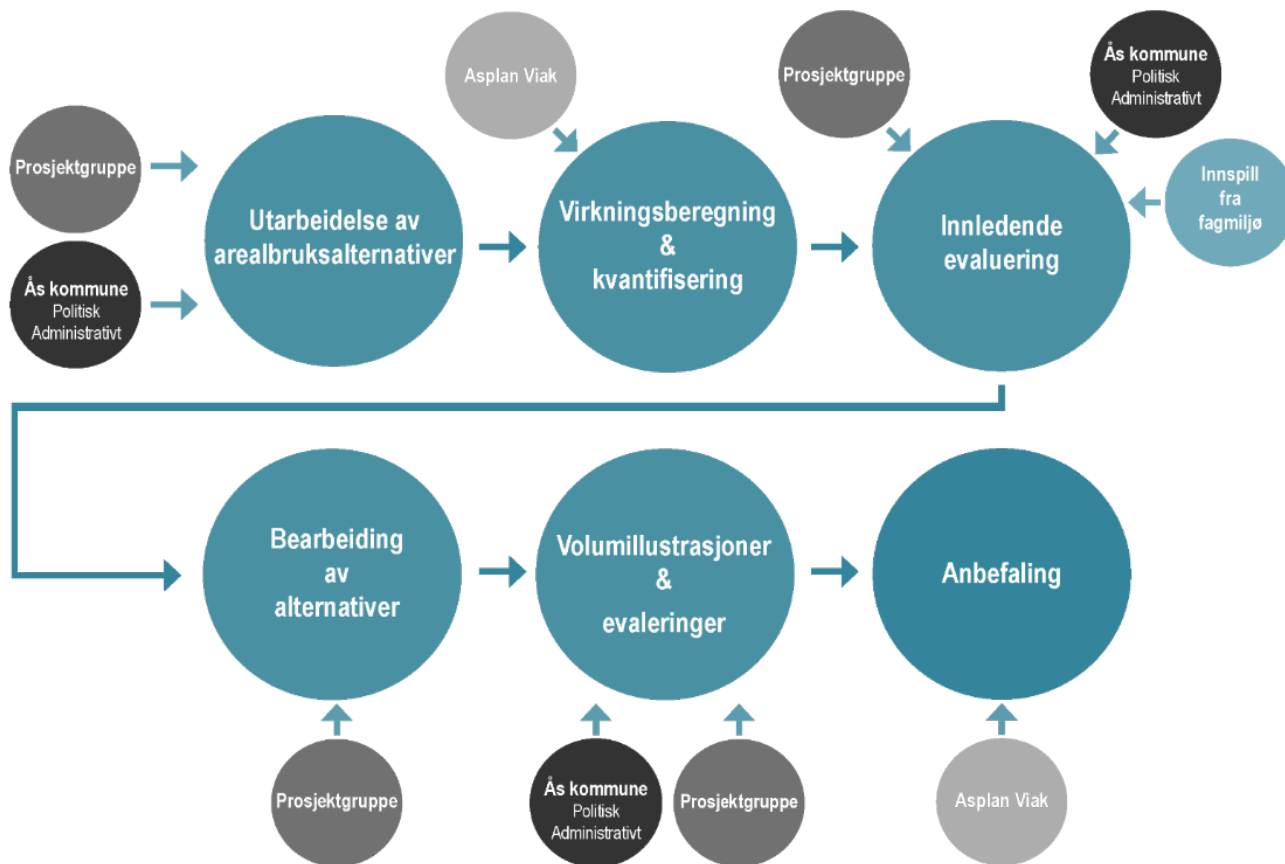 Prosjektgruppe
Ås kommune
Politisk
Administrativt
Utarbeidelse av
arealbruksalternativer
Asplan Viak
Virkningsberegning
&
kvantifisering
Prosjektgruppe
Ås kommune
Politisk
Administrativt
Innspill
fra
fagmiljø
Innledende
evaluering
Bearbeiding
av
alternativer
Prosjektgruppe
Volumillustrasjoner
&
evaleringer
Ås kommune
Politisk
Administrativt
Prosjektgruppe
Anbefaling
Asplan Viak